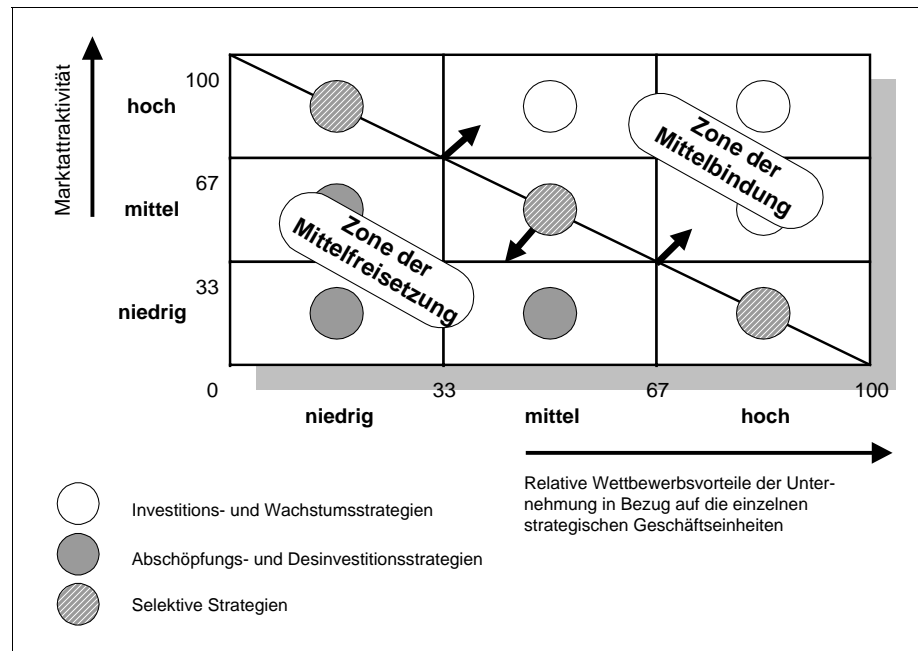 Marktattraktivität
100
hoch
67
mittel
33
niedrig
0
Zone der
Mittelbindung
Zone der
Mittelfreisetzung
33
67
100
niedrig
mittel
hoch
Relative Wettbewerbsvorteile der Unter-
nehmung in Bezug auf die einzelnen
strategischen Geschäftseinheiten
Investitions- und Wachstumsstrategien
Abschöpfungs- und Desinvestitionsstrategien
Selektive Strategien